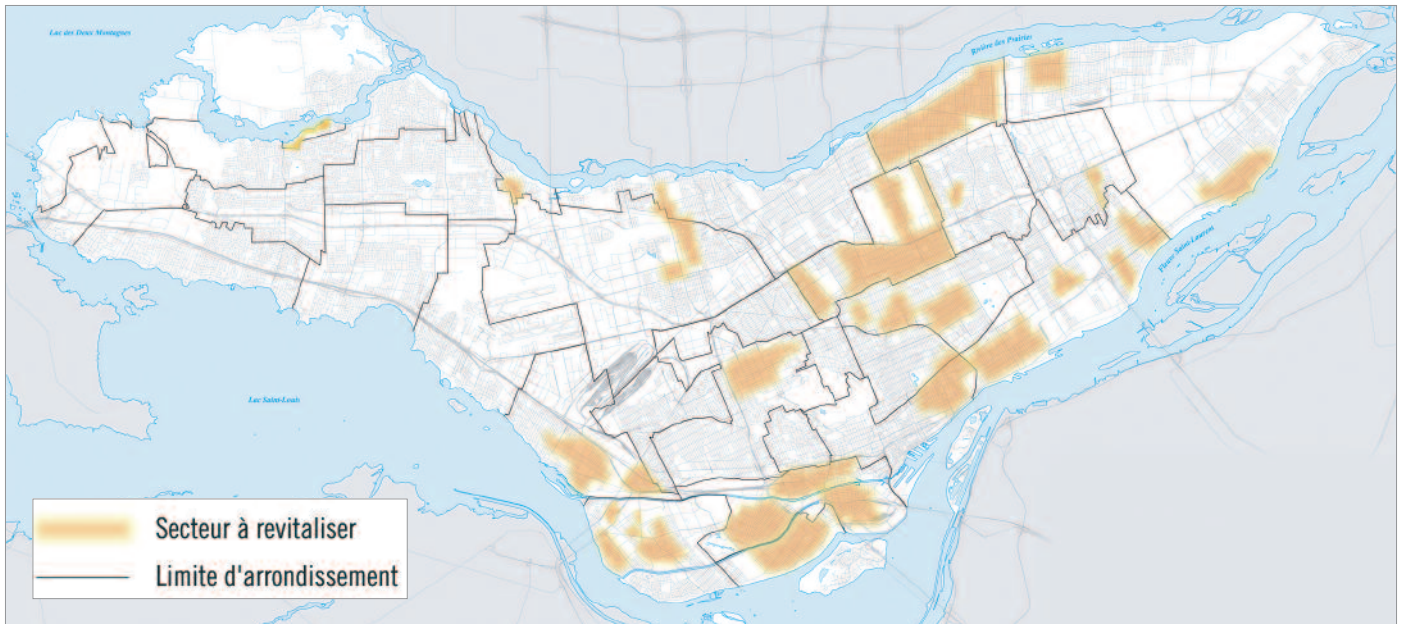 Lac des Deux Montagnes
Rivière des Prairies
Fleuve Saint-Laurent
Lac Saint-Louis
Secteur à revitaliser
Limite d'arrondissement